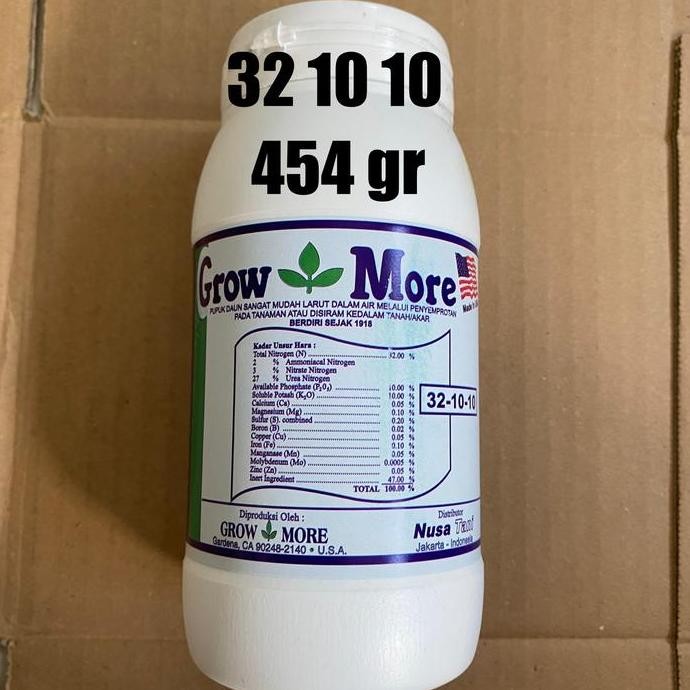 32 10 10
454 gr
Grow More
Made in
PUPUK DAUN SANGAT MUDAH LARUT DALAM AIR MELALUI PENYEMPROTAN
PADA TANAMAN ATAU DISIRAM KEDALAM TANAH/AKAR
BERDIRI SEJAK 1918
Kadar Unsur Hara :
Total Nitrogen (N) 32.00 %
2 % Ammoniacal Nitrogen
3 % Nitrate Nitrogen
27 % Urea Nitrogen
Available Phosphate (P₂O₅) 10.00 %
Soluble Potash (K₂O) 10.00 %
Calcium (Ca) 0.05 %
Magnesium (Mg) 0.10 %
Sulfur (S). combined 0.20 %
Boron (B) 0.02 %
Copper (Cu) 0.05 %
Iron (Fe) 0.10 %
Manganase (Mn) 0.05 %
Molybdenum (Mo) 0.0005 %
Zinc (Zn) 0.05 %
Inert Ingredient 47.00 %
TOTAL 100.00 %
32-10-10
Diproduksi Oleh :
GROW MORE
Gardena, CA 90248-2140 • U.S.A.
Distributor
Nusa Tani
Jakarta - Indonesia